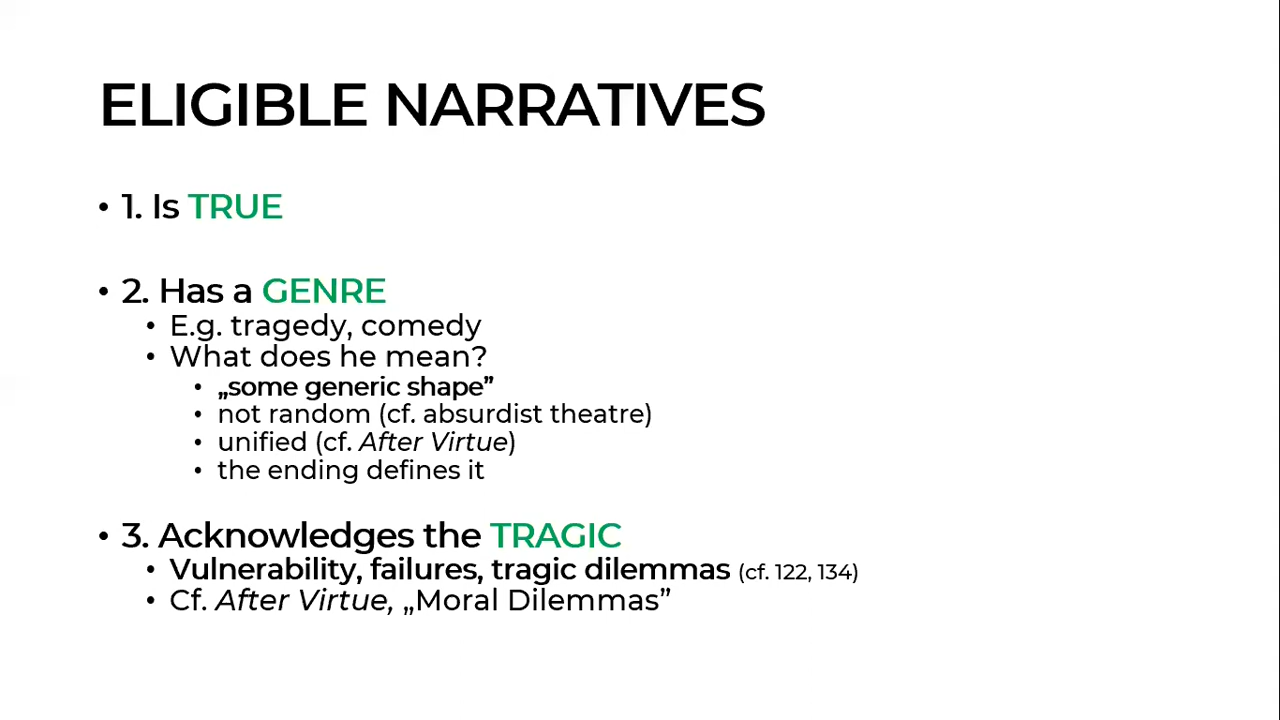 ELIGIBLE NARRATIVES
• 1. Is TRUE
• 2. Has a GENRE
• E.g. tragedy, comedy
• What does he mean?
• „some generic shape”
• not random (cf. absurdist theatre)
• unified (cf. After Virtue)
• the ending defines it
• 3. Acknowledges the TRAGIC
• Vulnerability, failures, tragic dilemmas (cf. 122, 134)
• Cf. After Virtue, „Moral Dilemmas”